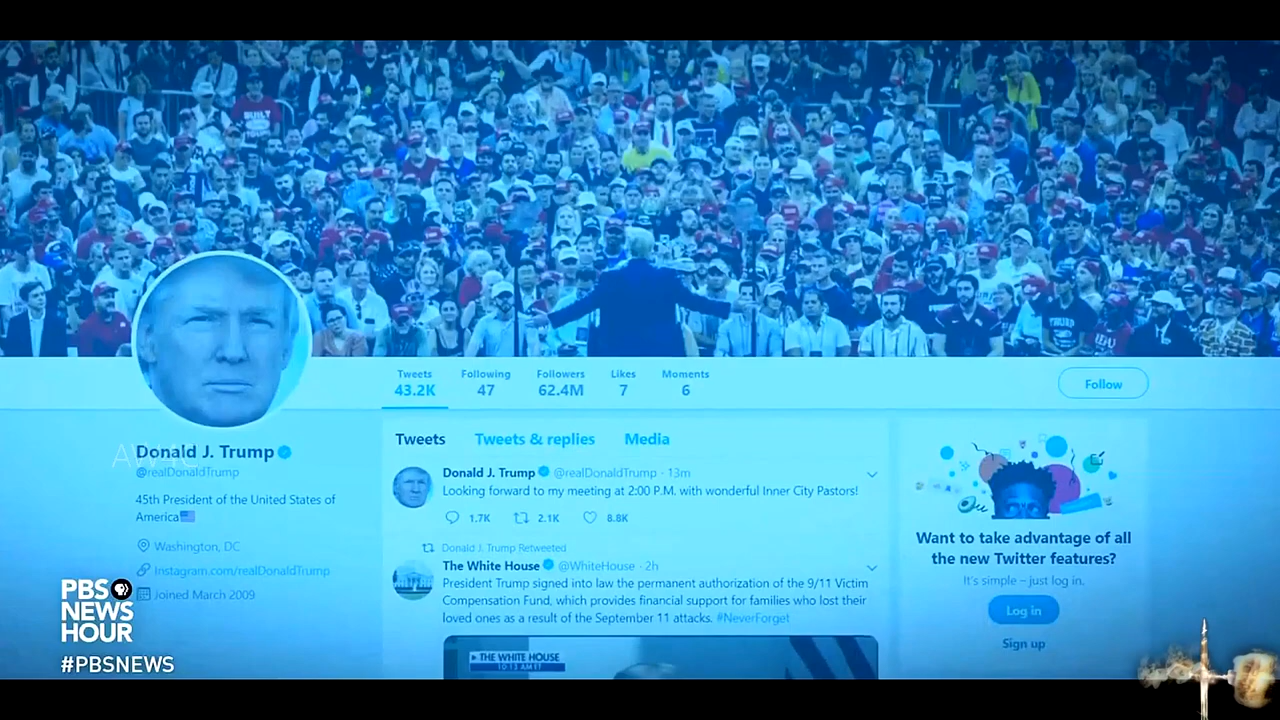 Tweets
43.2K
Following
47
Followers
62.4M
Likes
7
Moments
6
Follow
Donald J. Trump
@realDonaldTrump
45th President of the United States of
America
Washington, DC
Instagram.com/realDonaldTrump
Joined March 2009
Tweets Tweets & replies Media
Donald J. Trump @realDonaldTrump · 13m
Looking forward to my meeting at 2:00 P.M. with wonderful Inner City Pastors!
1.7K 2.1K 8.8K
Donald J. Trump Retweeted
The White House @WhiteHouse · 2h
President Trump signed into law the permanent authorization of the 9/11 Victim
Compensation Fund, which provides financial support for families who lost their
loved ones as a result of the September 11 attacks. #NeverForget
THE WHITE HOUSE
10:13 AM ET
Want to take advantage of all
the new Twitter features?
It's simple – just log in.
Log in
Sign up
PBS
NEWS
HOUR
#PBSNEWS